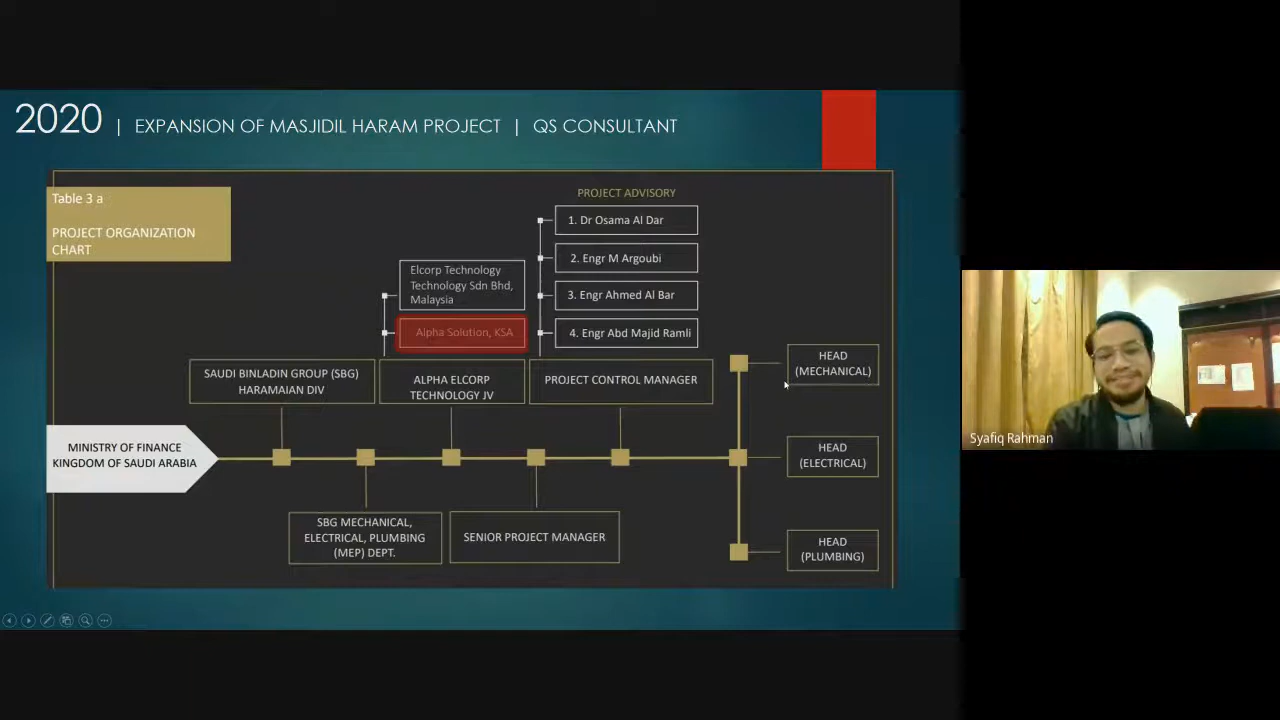 2020 | EXPANSION OF MASJIDIL HARAM PROJECT | QS CONSULTANT
Table 3 a
PROJECT ORGANIZATION
CHART
PROJECT ADVISORY
1. Dr Osama Al Dar
2. Engr M Argoubi
3. Engr Ahmed Al Bar
4. Engr Abd Majid Ramli
Elcorp Technology
Technology Sdn Bhd,
Malaysia
Alpha Solution, KSA
SAUDI BINLADIN GROUP (SBG)
HARAMAIAN DIV
ALPHA ELCORP
TECHNOLOGY JV
PROJECT CONTROL MANAGER
HEAD
(MECHANICAL)
MINISTRY OF FINANCE
KINGDOM OF SAUDI ARABIA
HEAD
(ELECTRICAL)
SBG MECHANICAL,
ELECTRICAL, PLUMBING
(MEP) DEPT.
SENIOR PROJECT MANAGER
HEAD
(PLUMBING)
Syafiq Rahman